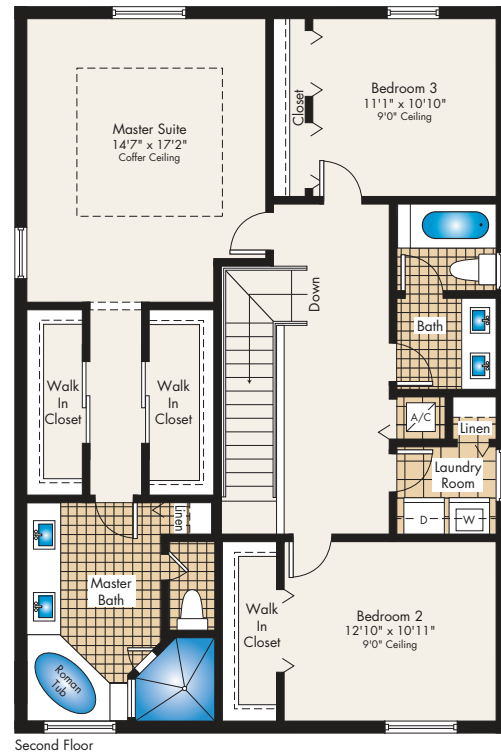 Master Suite
14'7" x 17'2"
Coffer Ceiling
Closet
Bedroom 3
11'1" x 10'10"
9'0" Ceiling
Down
Bath
Walk
In
Closet
Walk
In
Closet
A/C
Linen
Laundry
Room
D
W
Linen
Master
Bath
Roman
Tub
Walk
In
Closet
Bedroom 2
12'10" x 10'11"
9'0" Ceiling
Second Floor